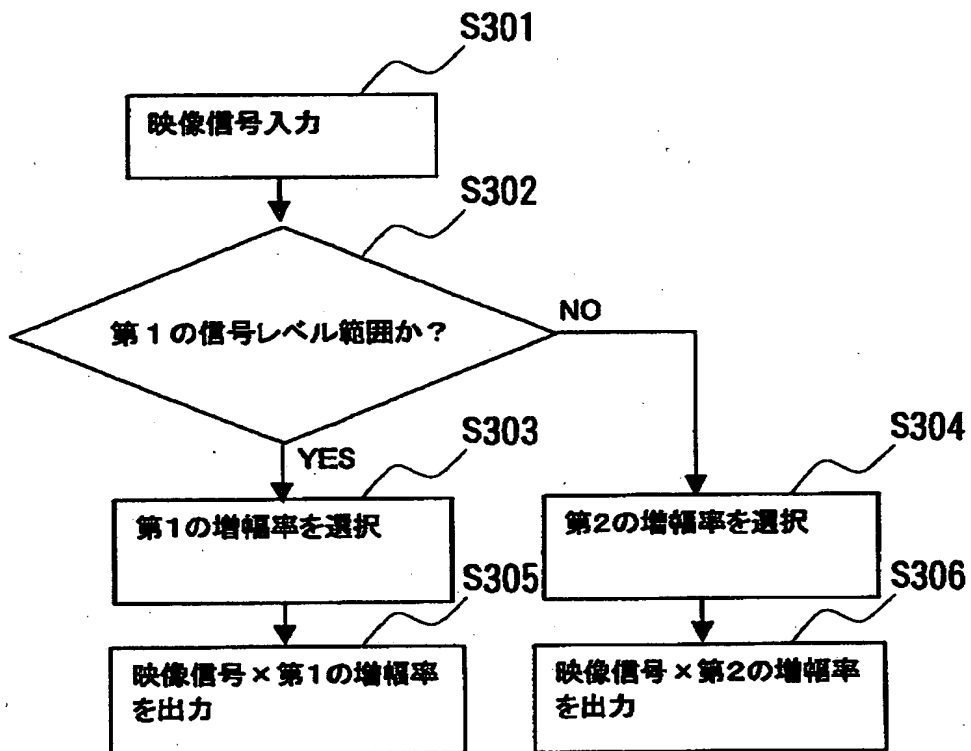 S301
映像信号入力
S302
第1の信号レベル範囲か？
NO
YES
S303
第1の増幅率を選択
S304
第2の増幅率を選択
S305
映像信号×第1の増幅率
を出力
S306
映像信号×第2の増幅率
を出力